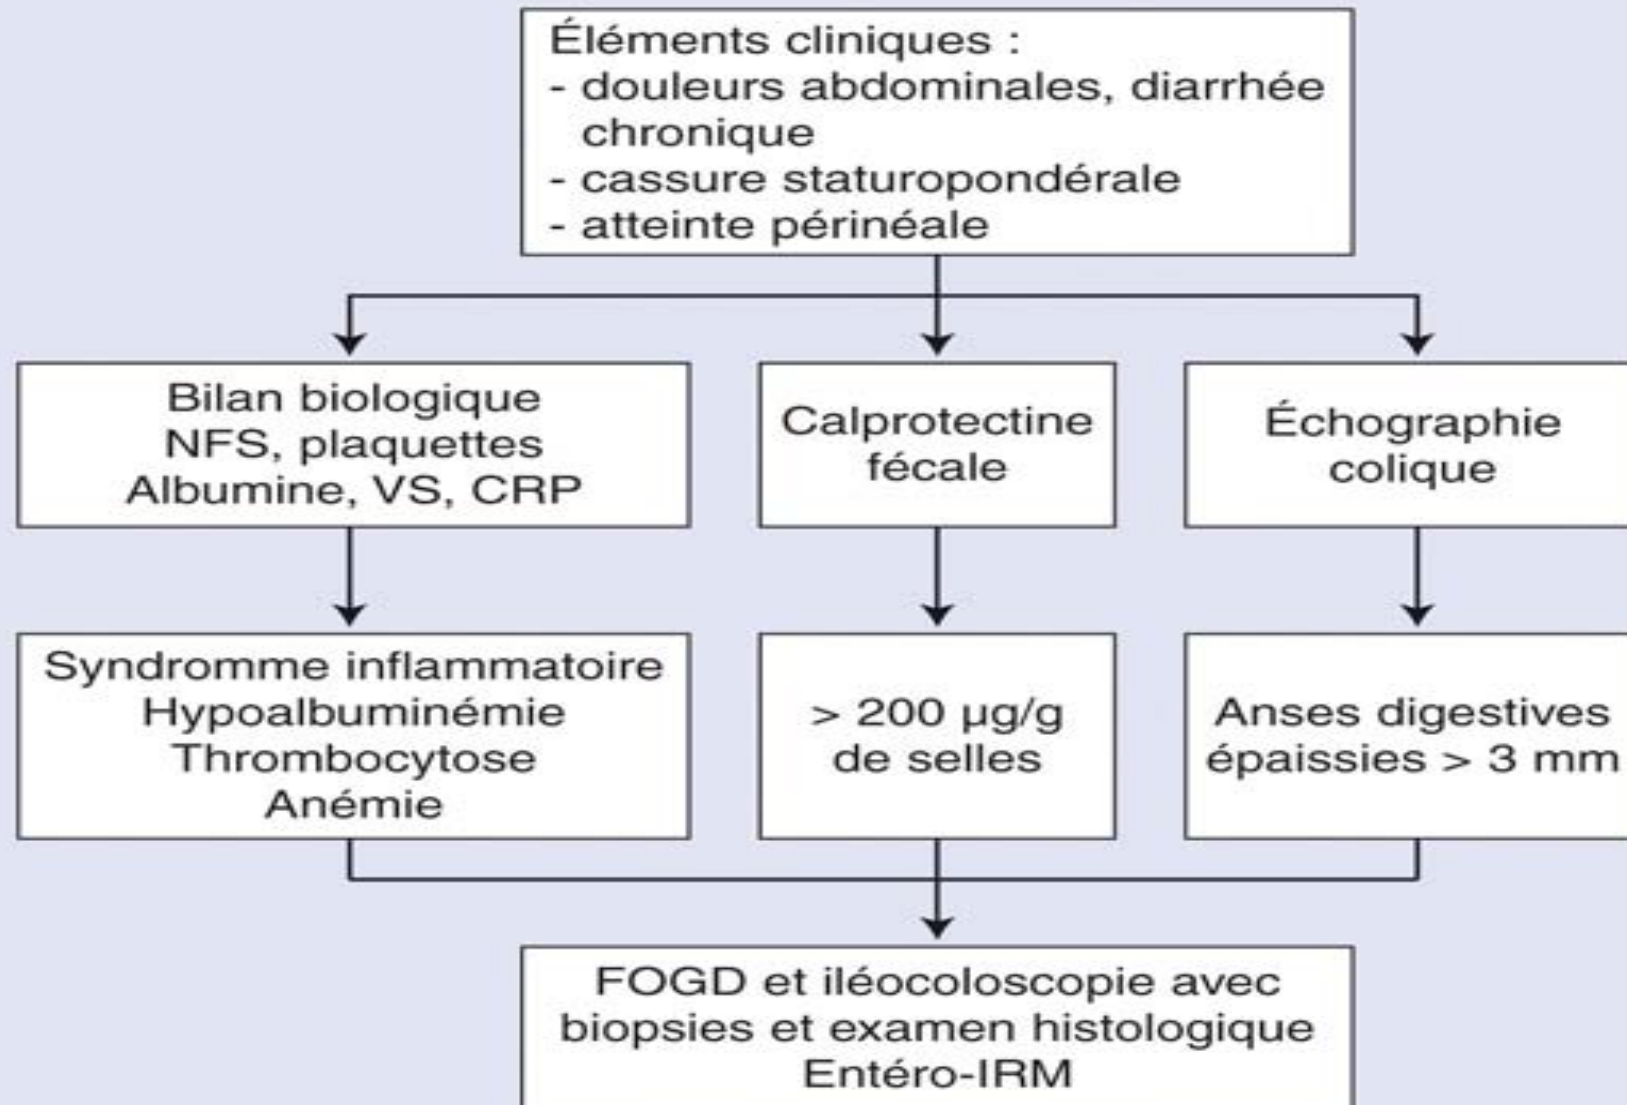 Éléments cliniques :
- douleurs abdominales, diarrhée
chronique
- cassure staturopondérale
- atteinte périnéale
Bilan biologique
NFS, plaquettes
Albumine, VS, CRP
Calprotectine
fécale
Échographie
colique
Syndromme inflammatoire
Hypoalbuminémie
Thrombocytose
Anémie
> 200 µg/g
de selles
Anses digestives
épaissies > 3 mm
FOGD et iléocoloscopie avec
biopsies et examen histologique
Entéro-IRM